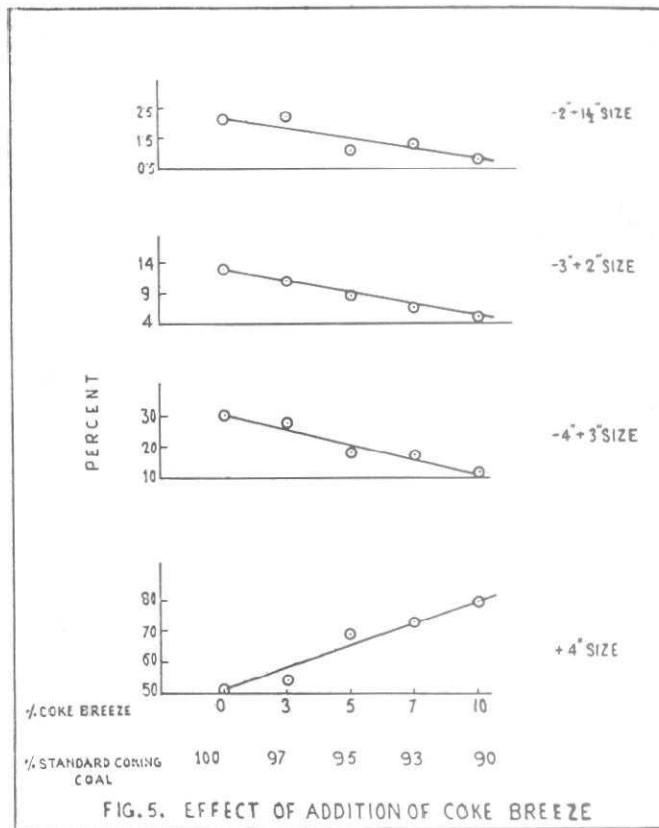 2.5
1.5
0.5
-2"+1½" SIZE
14
9
4
-3"+2" SIZE
PERCENT
30
20
10
-4"+3" SIZE
80
70
60
50
+4" SIZE
% COKE BREEZE 0 3 5 7 10
% STANDARD COKING 100 97 95 93 90
COAL
FIG. 5. EFFECT OF ADDITION OF COKE BREEZE